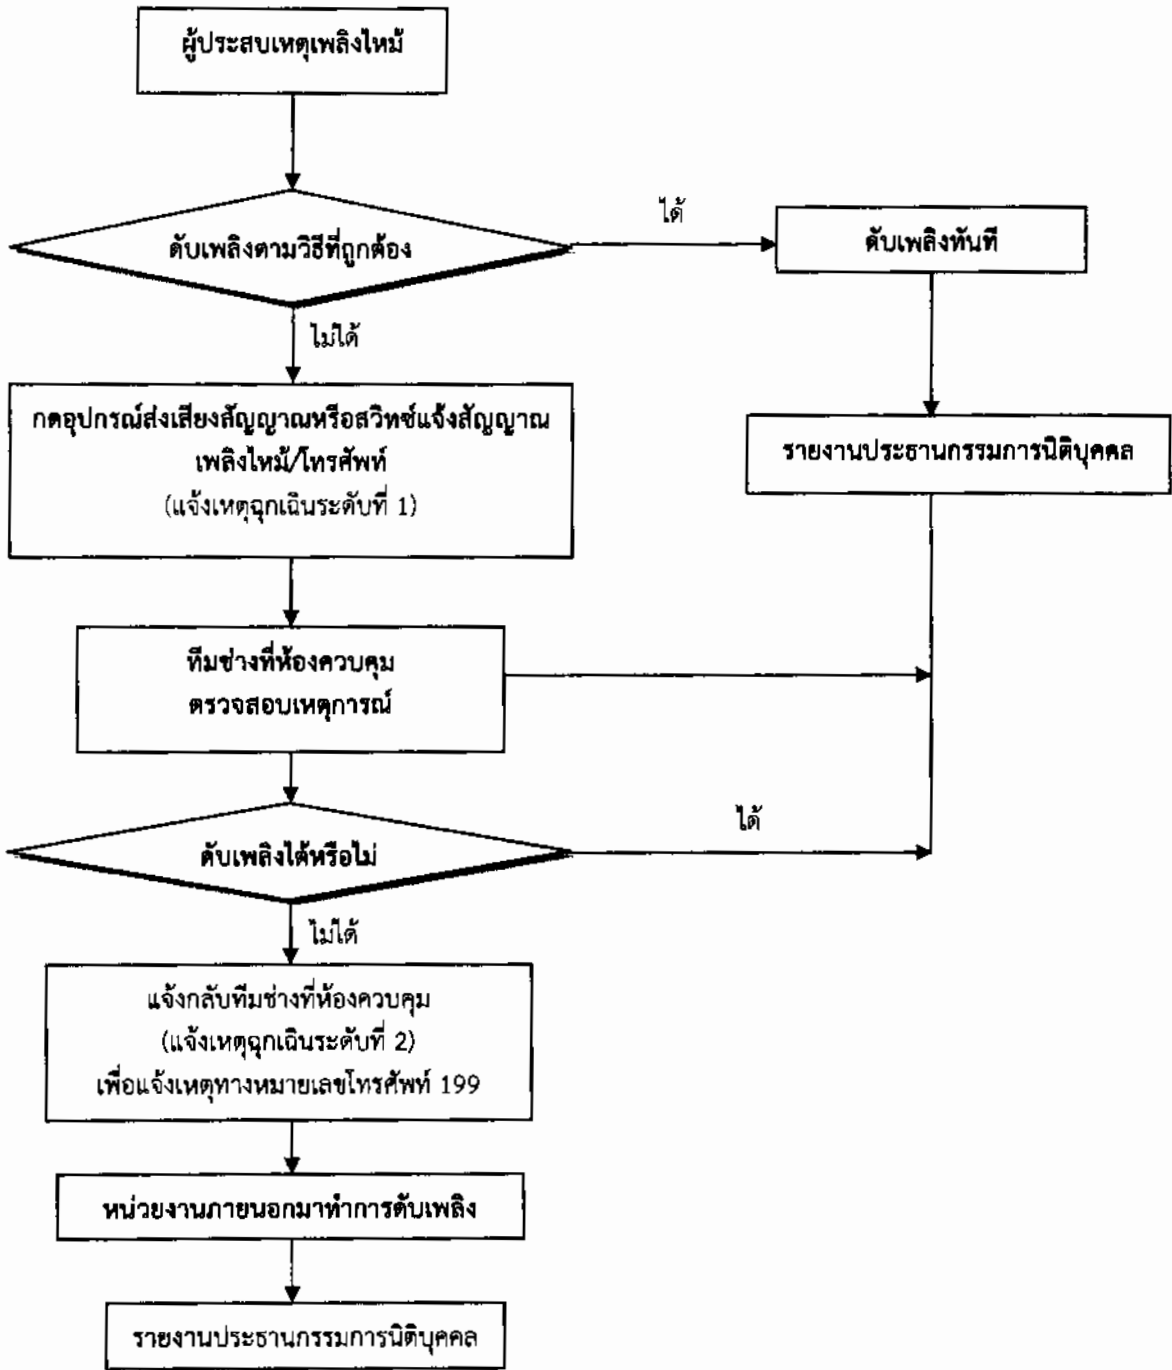 ผู้ประสบเหตุเพลิงไหม้
ดับเพลิงตามวิธีที่ถูกต้อง
ได้
ดับเพลิงทันที
ไม่ได้
กดอุปกรณ์ส่งเสียงสัญญาณหรือสวิทซ์แจ้งสัญญาณ
เพลิงไหม้/โทรศัพท์
(แจ้งเหตุฉุกเฉินระดับที่ 1)
รายงานประธานกรรมการนิติบุคคล
ทีมช่างที่ห้องควบคุม
ตรวจสอบเหตุการณ์
ดับเพลิงได้หรือไม่
ได้
ไม่ได้
แจ้งกลับทีมช่างที่ห้องควบคุม
(แจ้งเหตุฉุกเฉินระดับที่ 2)
เพื่อแจ้งเหตุทางหมายเลขโทรศัพท์ 199
หน่วยงานภายนอกมาทำการดับเพลิง
รายงานประธานกรรมการนิติบุคคล